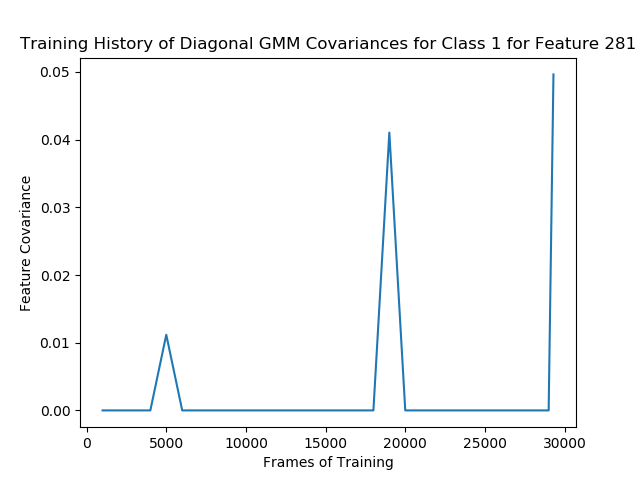 Training History of Diagonal GMM Covariances for Class 1 for Feature 281
0.05
0.04
0.03
0.02
0.01
0.00
Feature Covariance
0 5000 10000 15000 20000 25000 30000
Frames of Training